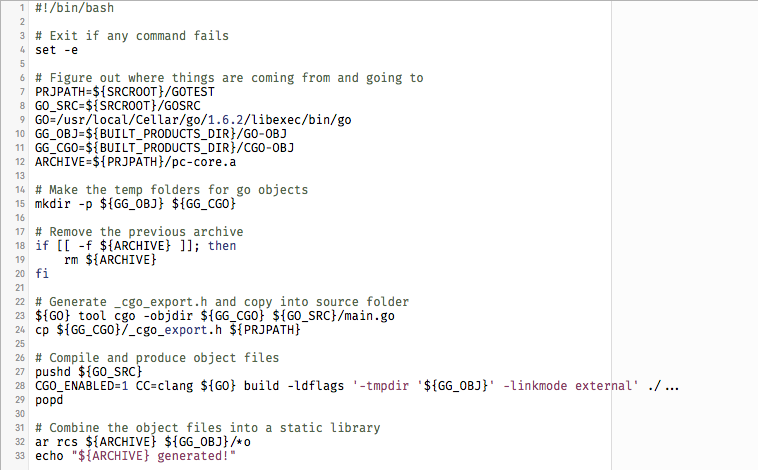 1 #!/bin/bash
2
3 # Exit if any command fails
4 set -e
5
6 # Figure out where things are coming from and going to
7 PRJPATH=${SRCROOT}/GOTEST
8 GO_SRC=${SRCROOT}/GOSRC
9 GO=/usr/local/Cellar/go/1.6.2/libexec/bin/go
10 GG_OBJ=${BUILT_PRODUCTS_DIR}/GO-OBJ
11 GG_CGO=${BUILT_PRODUCTS_DIR}/CGO-OBJ
12 ARCHIVE=${PRJPATH}/pc-core.a
13
14 # Make the temp folders for go objects
15 mkdir -p ${GG_OBJ} ${GG_CGO}
16
17 # Remove the previous archive
18 if [[ -f ${ARCHIVE} ]]; then
19     rm ${ARCHIVE}
20 fi
21
22 # Generate _cgo_export.h and copy into source folder
23 ${GO} tool cgo -objdir ${GG_CGO} ${GO_SRC}/main.go
24 cp ${GG_CGO}/_cgo_export.h ${PRJPATH}
25
26 # Compile and produce object files
27 pushd ${GO_SRC}
28 CGO_ENABLED=1 CC=clang ${GO} build -ldflags '-tmpdir '${GG_OBJ}' -linkmode external' ./...
29 popd
30
31 # Combine the object files into a static library
32 ar rcs ${ARCHIVE} ${GG_OBJ}/*o
33 echo "${ARCHIVE} generated!"